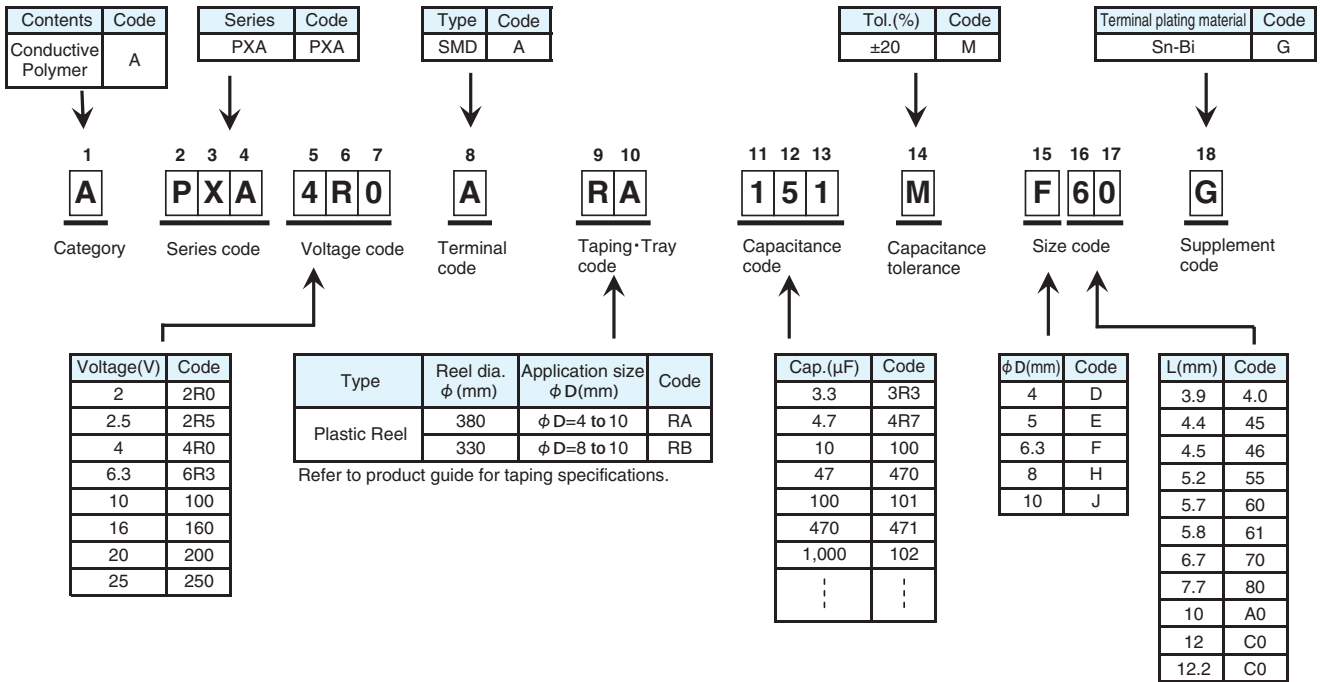 Contents Code
Conductive Polymer A
Series Code
PXA PXA
Type Code
SMD A
Tol.(%) Code
±20 M
Terminal plating material Code
Sn-Bi G
1 2 3 4 5 6 7 8 9 10 11 12 13 14 15 16 17 18
A P X A 4 R 0 A R A 1 5 1 M F 6 0 G
Category
Series code
Voltage code
Terminal
code
Taping・Tray
code
Capacitance
code
Capacitance
tolerance
Size code
Supplement
code
Voltage(V) Code
2 2R0
2.5 2R5
4 4R0
6.3 6R3
10 100
16 160
20 200
25 250
Type Reel dia. φ (mm) Application size φ D(mm) Code
Plastic Reel 380 φ D=4 to 10 RA
330 φ D=8 to 10 RB
Refer to product guide for taping specifications.
Cap.(µF) Code
3.3 3R3
4.7 4R7
10 100
47 470
100 101
470 471
1,000 102
φ D(mm) Code
4 D
5 E
6.3 F
8 H
10 J
L(mm) Code
3.9 4.0
4.4 45
4.5 46
5.2 55
5.7 60
5.8 61
6.7 70
7.7 80
10 A0
12 C0
12.2 C0